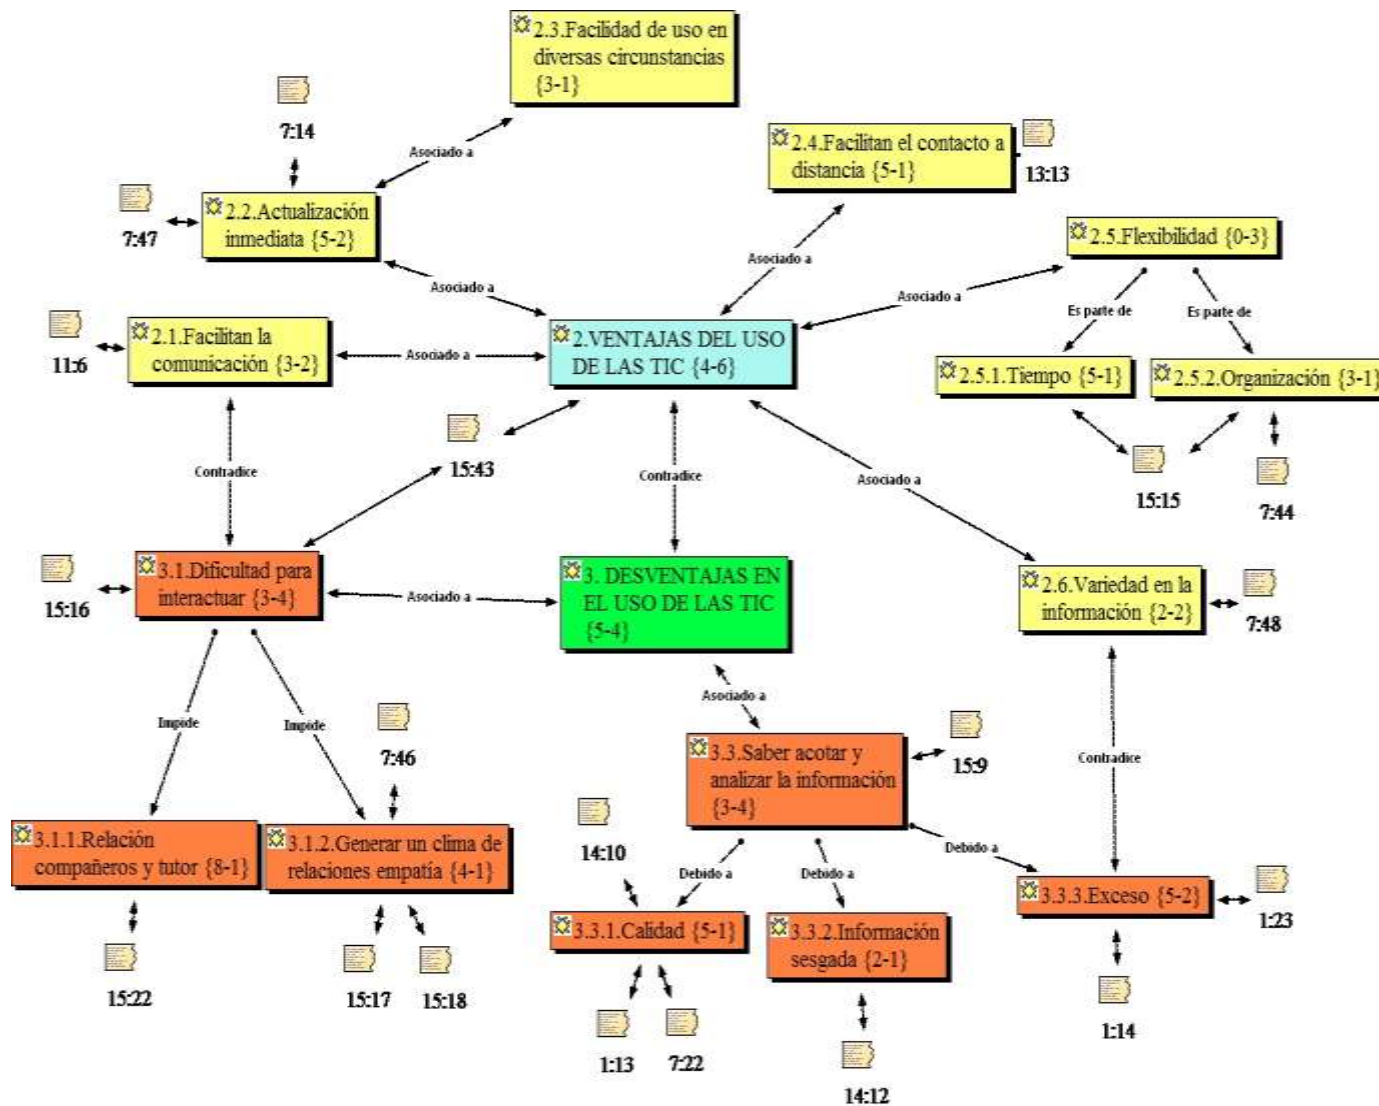 2.3.Facilidad de uso en
diversas circunstancias
{3-1}
7:14
Asociado a
2.4.Facilitan el contacto a
distancia {5-1}
13:13
7:47
2.2.Actualización
inmediata {5-2}
2.5.Flexibilidad {0-3}
Asociado a
Asociado a
Asociado a
Es parte de
Es parte de
11:6
2.1.Facilitan la
comunicación {3-2}
Asociado a
2.VENTAJAS DEL USO
DE LAS TIC {4-6}
2.5.1.Tiempo {5-1}
2.5.2.Organización {3-1}
15:43
Contradice
Contradice
Asociado a
15:15
7:44
15:16
3.1.Dificultad para
interactuar {3-4}
Asociado a
3. DESVENTAJAS EN
EL USO DE LAS TIC
{5-4}
2.6.Variedad en la
información {2-2}
7:48
Asociado a
Impide
Impide
7:46
3.3.Saber acotar y
analizar la información
{3-4}
15:9
Contradice
3.1.1.Relación
compañeros y tutor {8-1}
3.1.2.Generar un clima de
relaciones empatía {4-1}
14:10
Debido a
Debido a
Debido a
3.3.1.Calidad {5-1}
3.3.2.Información
sesgada {2-1}
3.3.3.Exceso {5-2}
1:23
15:22
15:17
15:18
1:13
7:22
14:12
1:14